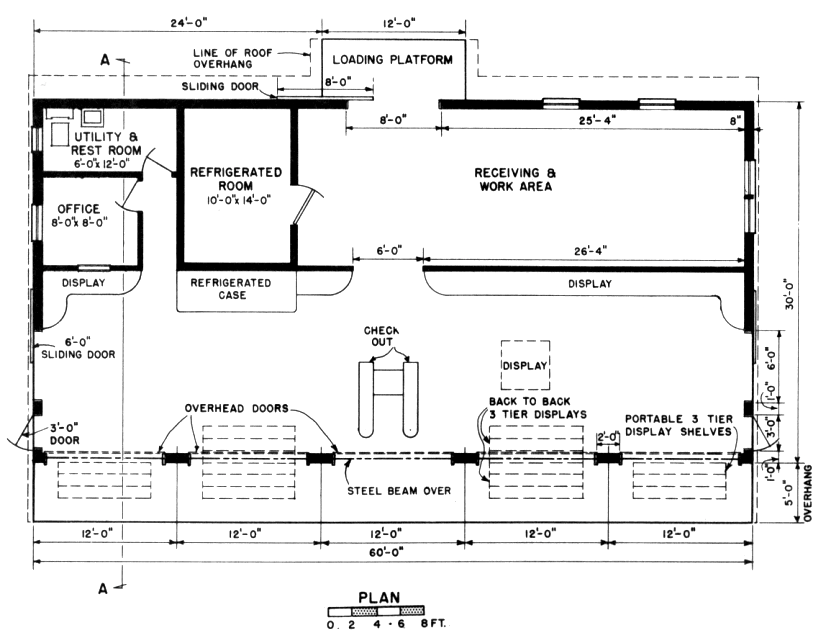 24'-0"
12'-0"
A
LINE OF ROOF
OVERHANG
LOADING PLATFORM
8'-0"
SLIDING DOOR
8'-0"
25'-4"
8"
UTILITY &
REST ROOM
6'-0"x 12'-0"
REFRIGERATED
ROOM
10'-0"x 14'-0"
RECEIVING &
WORK AREA
OFFICE
8'-0"x 8'-0"
6'-0"
26'-4"
DISPLAY
REFRIGERATED
CASE
DISPLAY
30'-0"
6'-0"
SLIDING DOOR
CHECK
OUT
DISPLAY
6'-0"
1'-0"
3'-0"
1'-0"
5'-0"
OVERHANG
3'-0"
DOOR
OVERHEAD DOORS
BACK TO BACK
3 TIER DISPLAYS
2'-0"
PORTABLE 3 TIER
DISPLAY SHELVES
STEEL BEAM OVER
12'-0"
12'-0"
12'-0"
12'-0"
12'-0"
60'-0"
A
PLAN
0 2 4 - 6 8 FT.